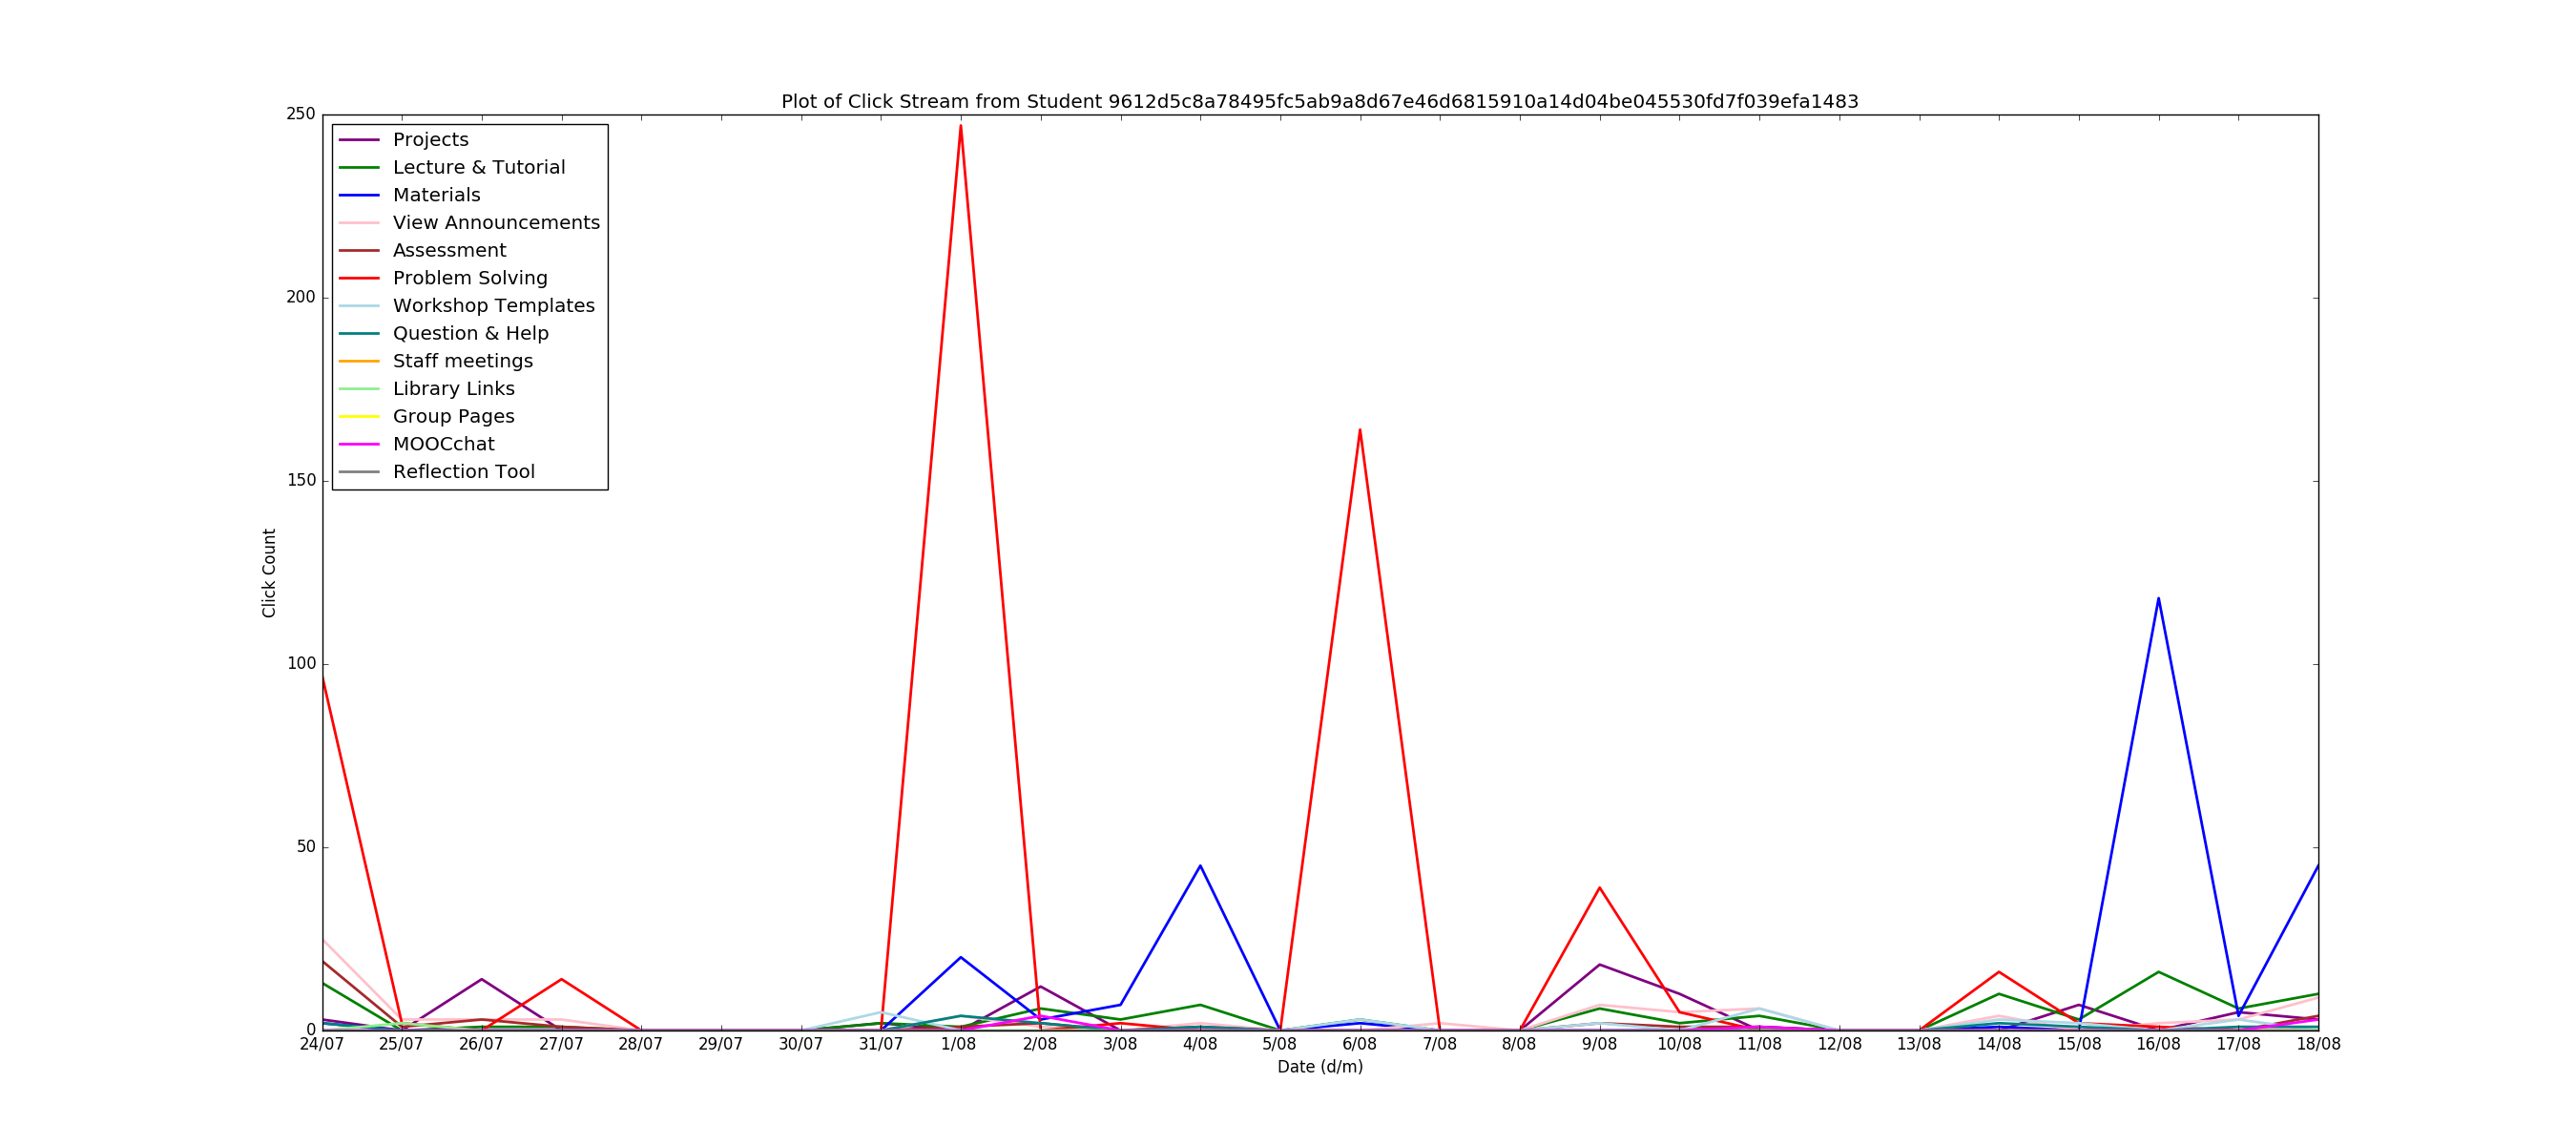 Plot of Click Stream from Student 9612d5c8a78495fc5ab9a8d67e46d6815910a14d04be045530fd7f039efa1483
250
200
150
100
50
0
Click Count
Projects
Lecture & Tutorial
Materials
View Announcements
Assessment
Problem Solving
Workshop Templates
Question & Help
Staff meetings
Library Links
Group Pages
MOOCchat
Reflection Tool
24/07 25/07 26/07 27/07 28/07 29/07 30/07 31/07 1/08 2/08 3/08 4/08 5/08 6/08 7/08 8/08 9/08 10/08 11/08 12/08 13/08 14/08 15/08 16/08 17/08 18/08
Date (d/m)